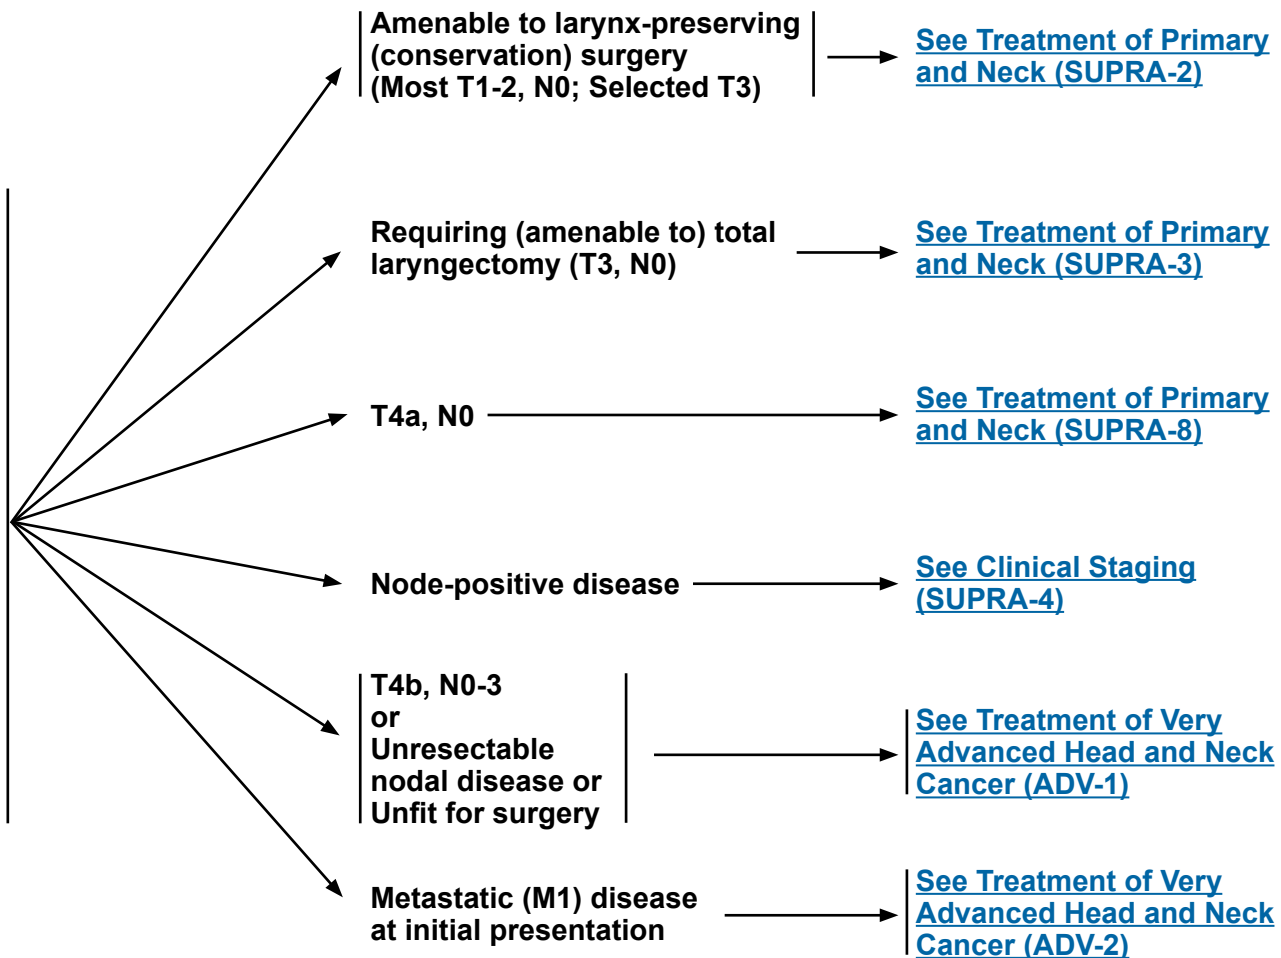 Amenable to larynx-preserving
(conservation) surgery
(Most T1-2, N0; Selected T3)
See Treatment of Primary
and Neck (SUPRA-2)
Requiring (amenable to) total
laryngectomy (T3, N0)
See Treatment of Primary
and Neck (SUPRA-3)
T4a, N0
See Treatment of Primary
and Neck (SUPRA-8)
Node-positive disease
See Clinical Staging
(SUPRA-4)
T4b, N0-3
or
Unresectable
nodal disease or
Unfit for surgery
See Treatment of Very
Advanced Head and Neck
Cancer (ADV-1)
Metastatic (M1) disease
at initial presentation
See Treatment of Very
Advanced Head and Neck
Cancer (ADV-2)